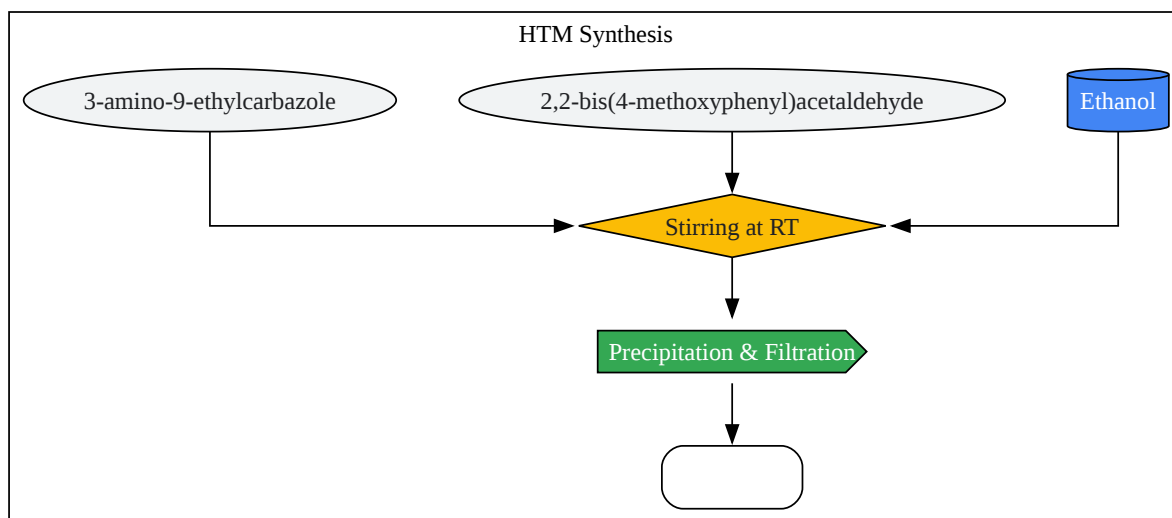 HTM Synthesis
3-amino-9-ethylcarbazole
2,2-bis(4-methoxyphenyl)acetaldehyde
Ethanol
Stirring at RT
Precipitation & Filtration